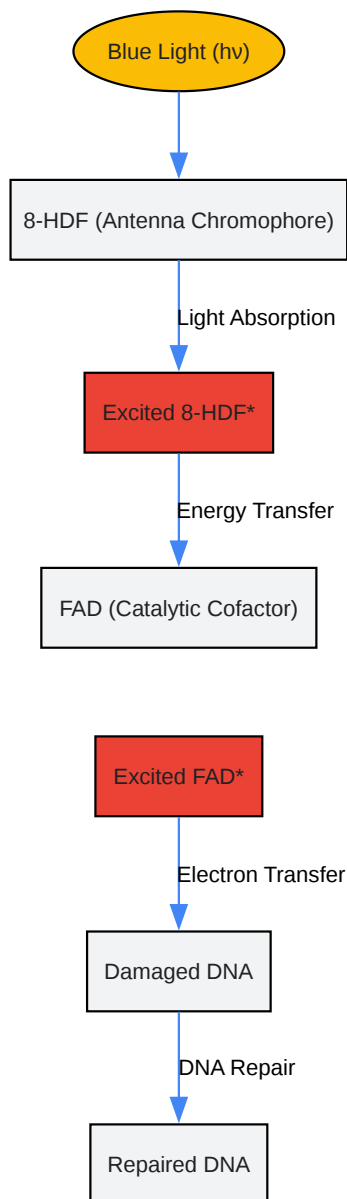 Blue Light (hν)
8-HDF (Antenna Chromophore)
Light Absorption
Excited 8-HDF*
Energy Transfer
FAD (Catalytic Cofactor)
Excited FAD*
Electron Transfer
Damaged DNA
DNA Repair
Repaired DNA